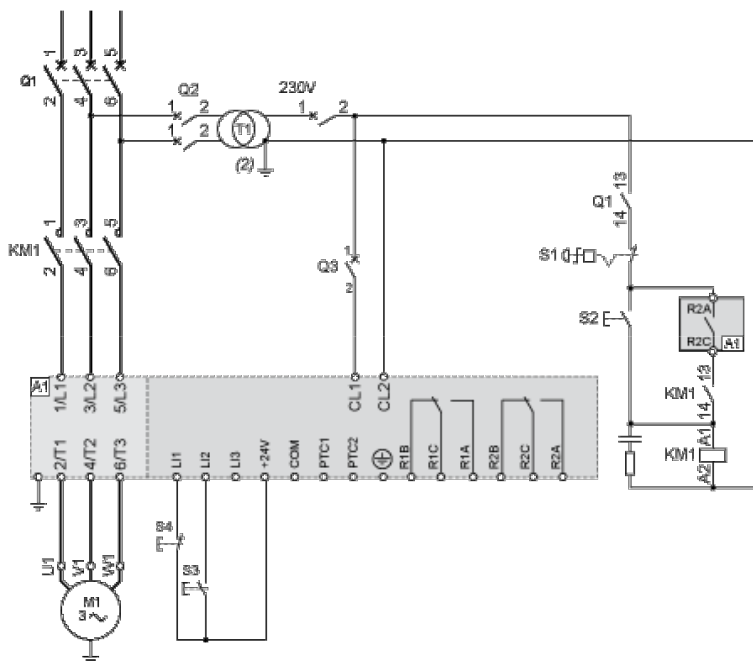 1 3 5
Q1
2 4 6
Q2
1 2
1 2
T1
(2)
230V
1 2
13
Q1
14
1 3 5
KM1
2 4 6
1
Q3
2
S1
S2
R2A
R2C
A1
13
KM1
14
A1
KM1
A2
A1
1/L1
3/L2
5/L3
CL1
CL2
2/T1
4/T2
6/T3
LI1
LI2
LI3
+24V
COM
PTC1
PTC2
R1B
R1C
R1A
R2B
R2C
R2A
V1
W1
M1
3